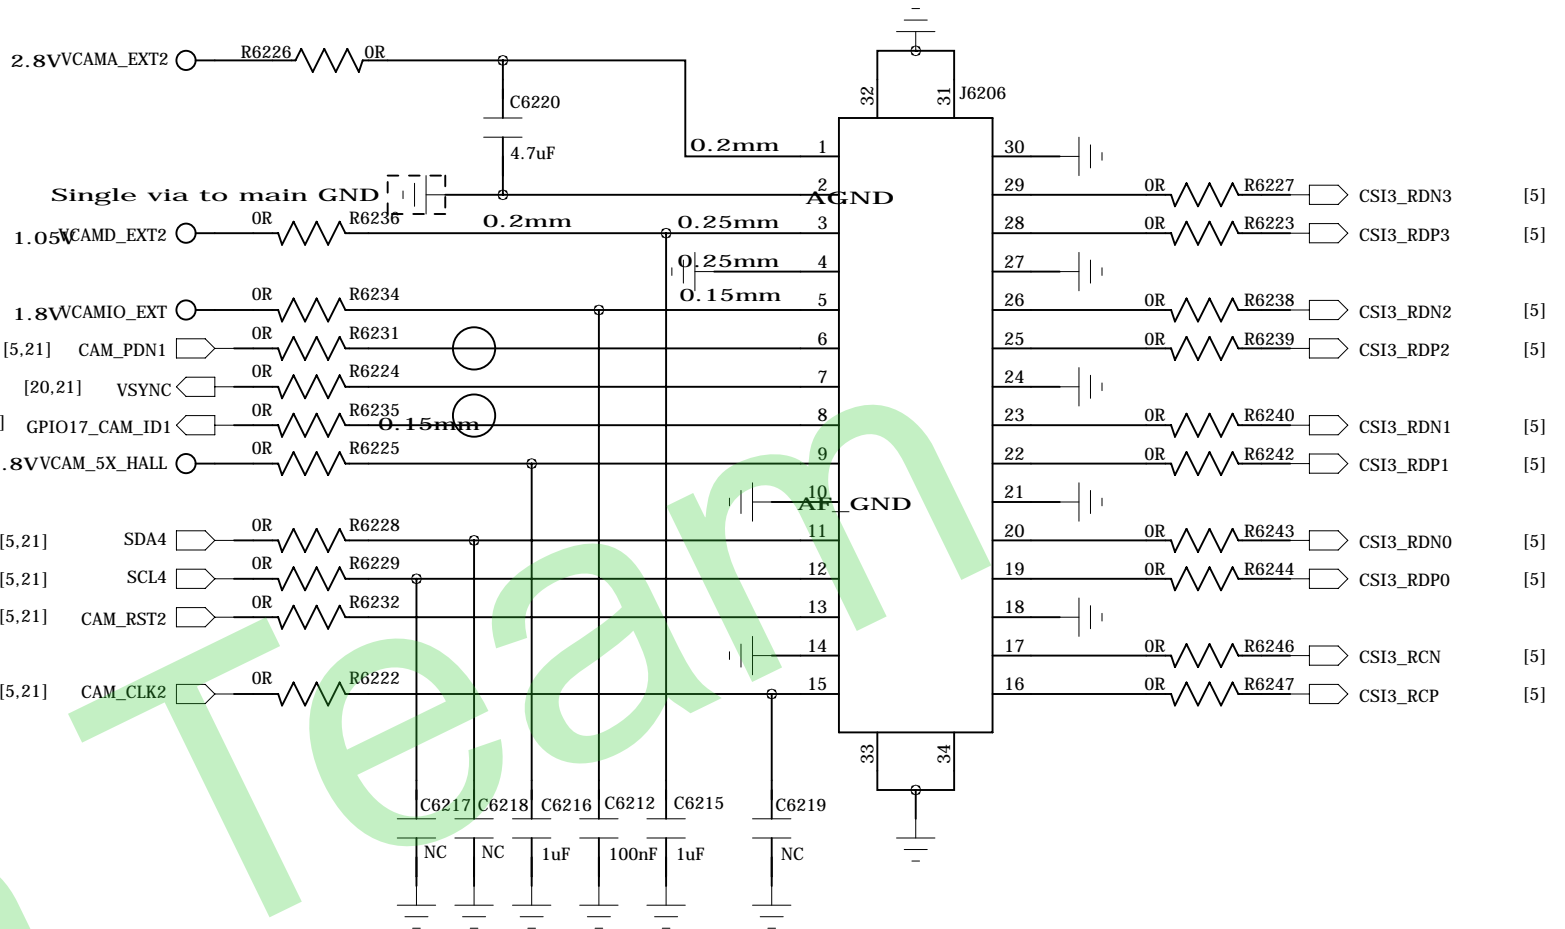 2.8V VCAMA_EXT2 R6226 0R
C6220
4.7uF
32 31 J6206
0.2mm 1 30
Single via to main GND 2 AGND 29 0R R6227 CSI3_RDN3 [5]
1.05V VCAMD_EXT2 0R R6236 0.2mm 0.25mm 3 28 0R R6223 CSI3_RDP3 [5]
0.25mm 4 27
0.15mm
1.8V VCAMIO_EXT 0R R6234 5 26 0R R6238 CSI3_RDN2 [5]
[5,21] CAM_PDN1 0R R6231 6 25 0R R6239 CSI3_RDP2 [5]
[20,21] VSYNC 0R R6224 7 24
] GPIO17_CAM_ID1 0R R6235 0.15mm 8 23 0R R6240 CSI3_RDN1 [5]
.8V VCAM_5X_HALL 0R R6225 9 22 0R R6242 CSI3_RDP1 [5]
10 AF_GND 21
[5,21] SDA4 0R R6228 11 20 0R R6243 CSI3_RDN0 [5]
[5,21] SCL4 0R R6229 12 19 0R R6244 CSI3_RDP0 [5]
[5,21] CAM_RST2 0R R6232 13 18
14 17 0R R6246 CSI3_RCN [5]
[5,21] CAM_CLK2 0R R6222 15 16 0R R6247 CSI3_RCP [5]
33 34
C6217 C6218 C6216 C6212 C6215 C6219
NC NC 1uF 100nF 1uF NC
Team